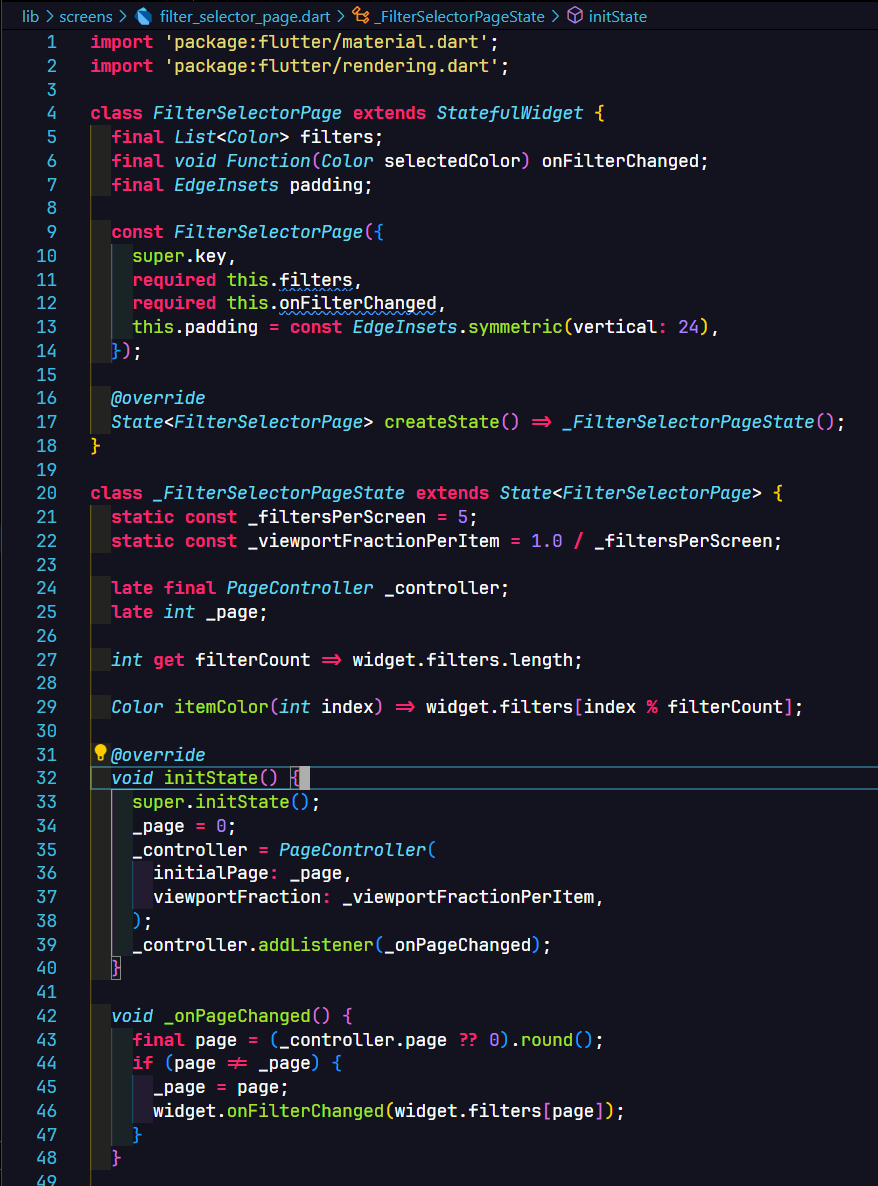 lib > screens > filter_selector_page.dart > _FilterSelectorPageState > initState
1 import 'package:flutter/material.dart';
2 import 'package:flutter/rendering.dart';
3
4 class FilterSelectorPage extends StatefulWidget {
5   final List<Color> filters;
6   final void Function(Color selectedColor) onFilterChanged;
7   final EdgeInsets padding;
8
9   const FilterSelectorPage({
10     super.key,
11     required this.filters,
12     required this.onFilterChanged,
13     this.padding = const EdgeInsets.symmetric(vertical: 24),
14   });
15
16   @override
17   State<FilterSelectorPage> createState() => _FilterSelectorPageState();
18 }
19
20 class _FilterSelectorPageState extends State<FilterSelectorPage> {
21   static const _filtersPerScreen = 5;
22   static const _viewportFractionPerItem = 1.0 / _filtersPerScreen;
23
24   late final PageController _controller;
25   late int _page;
26
27   int get filterCount => widget.filters.length;
28
29   Color itemColor(int index) => widget.filters[index % filterCount];
30
31   @override
32   void initState() {
33     super.initState();
34     _page = 0;
35     _controller = PageController(
36       initialPage: _page,
37       viewportFraction: _viewportFractionPerItem,
38     );
39     _controller.addListener(_onPageChanged);
40   }
41
42   void _onPageChanged() {
43     final page = (_controller.page ?? 0).round();
44     if (page != _page) {
45       _page = page;
46       widget.onFilterChanged(widget.filters[page]);
47     }
48   }
49